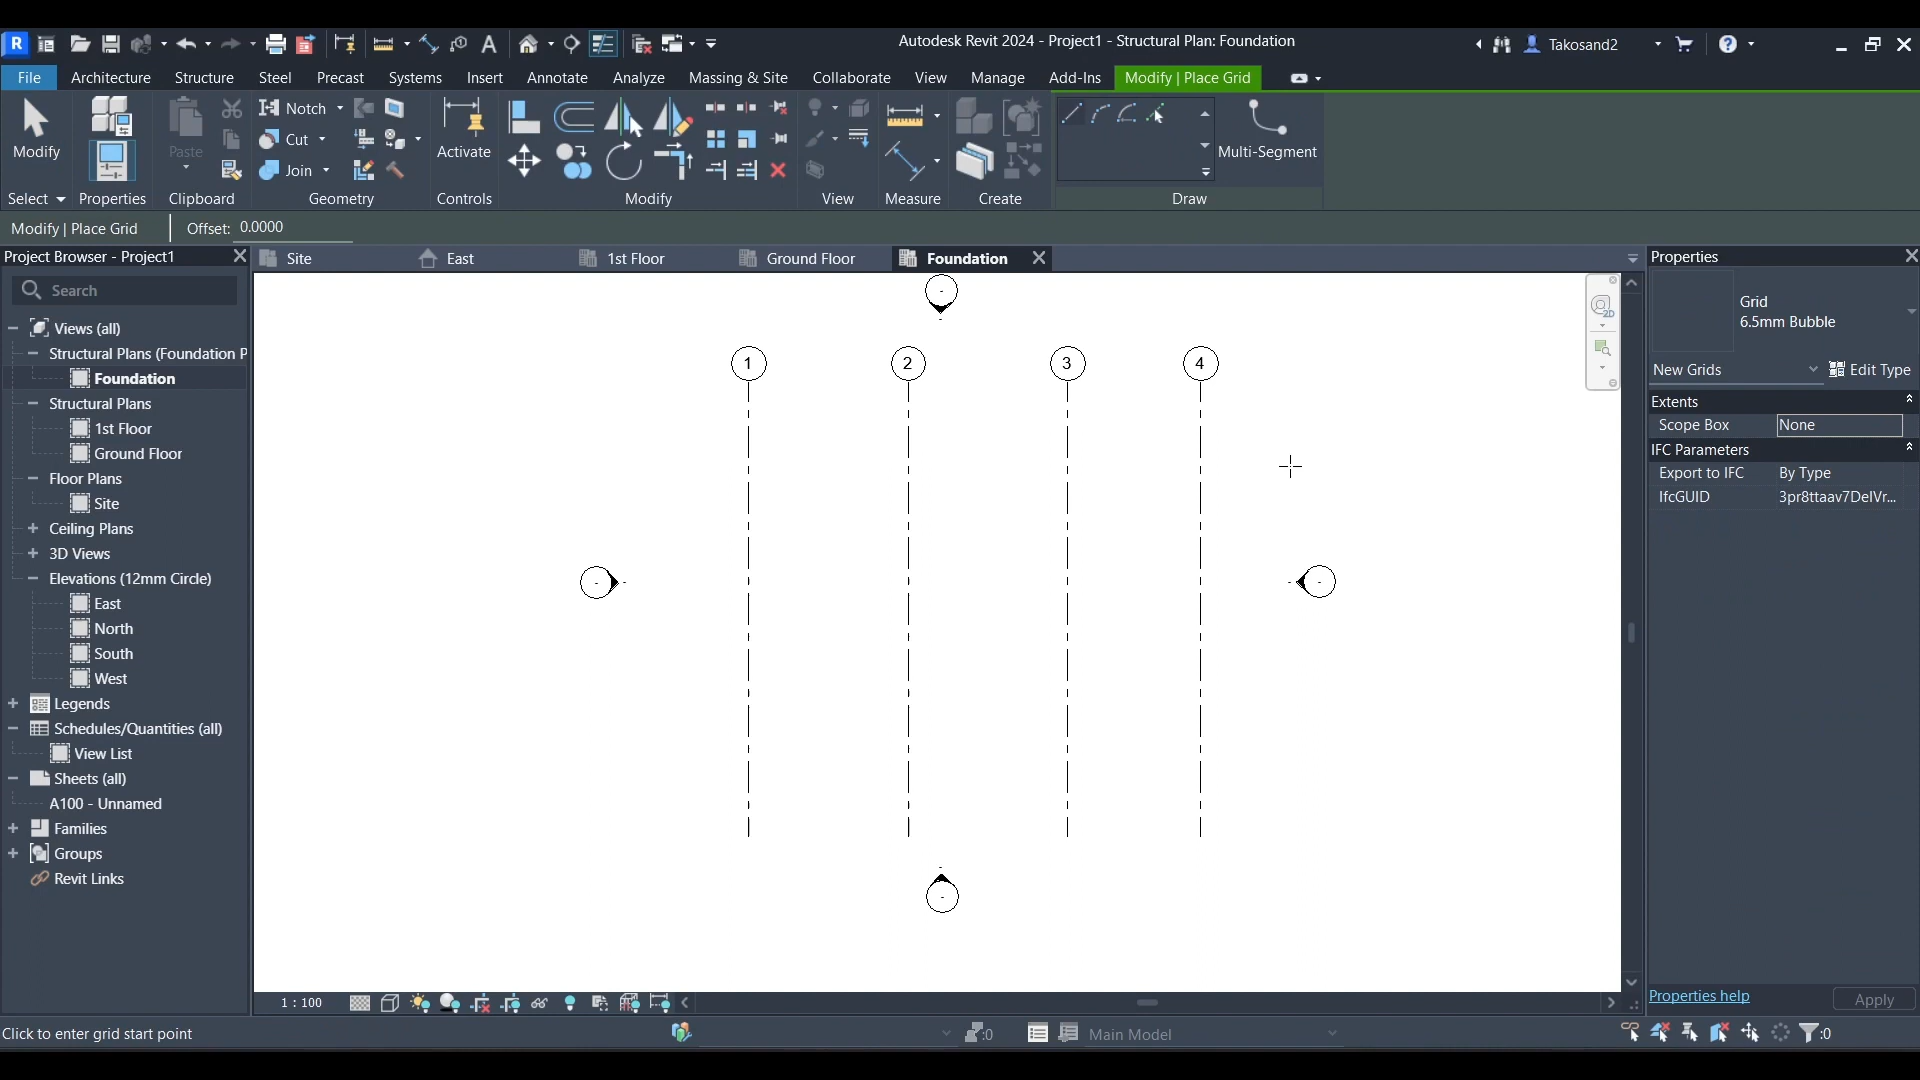 R
A
Autodesk Revit 2024 - Project1 - Structural Plan: Foundation
Takosand2
?
File Architecture Structure Steel Precast Systems Insert Annotate Analyze Massing & Site Collaborate View Manage Add-Ins Modify | Place Grid
Modify
Paste
Notch
Cut
Join
Activate
Multi-Segment
Select Properties Clipboard Geometry Controls Modify View Measure Create Draw
Modify | Place Grid Offset: 0.0000
Project Browser - Project1
Site East 1st Floor Ground Floor Foundation
Search
Views (all)
Structural Plans (Foundation P
Foundation
Structural Plans
1st Floor
Ground Floor
Floor Plans
Site
Ceiling Plans
3D Views
Elevations (12mm Circle)
East
North
South
West
Legends
Schedules/Quantities (all)
View List
Sheets (all)
A100 - Unnamed
Families
Groups
Revit Links
1 2 3 4
2D
Properties
Grid
6.5mm Bubble
New Grids Edit Type
Extents
Scope Box None
IFC Parameters
Export to IFC By Type
IfcGUID 3pr8ttaav7DelVr...
Properties help Apply
1 : 100
Click to enter grid start point
:0
Main Model
:0